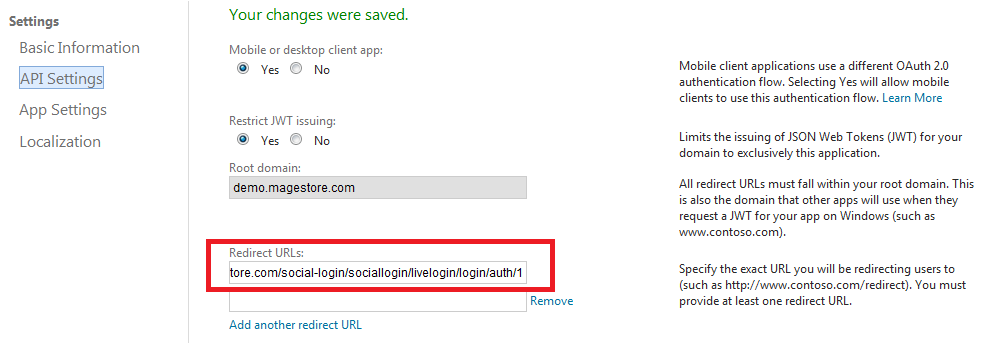 Settings
Basic Information
API Settings
App Settings
Localization
Your changes were saved.
Mobile or desktop client app:
Yes No
Restrict JWT issuing:
Yes No
Root domain:
demo.magestore.com
Redirect URLs:
tore.com/social-login/sociallogin/livelogin/login/auth/1
Remove
Add another redirect URL
Mobile client applications use a different OAuth 2.0
authentication flow. Selecting Yes will allow mobile
clients to use this authentication flow. Learn More
Limits the issuing of JSON Web Tokens (JWT) for your
domain to exclusively this application.
All redirect URLs must fall within your root domain. This
is also the domain that other apps will use when they
request a JWT for your app on Windows (such as
www.contoso.com).
Specify the exact URL you will be redirecting users to
(such as http://www.contoso.com/redirect). You must
provide at least one redirect URL.